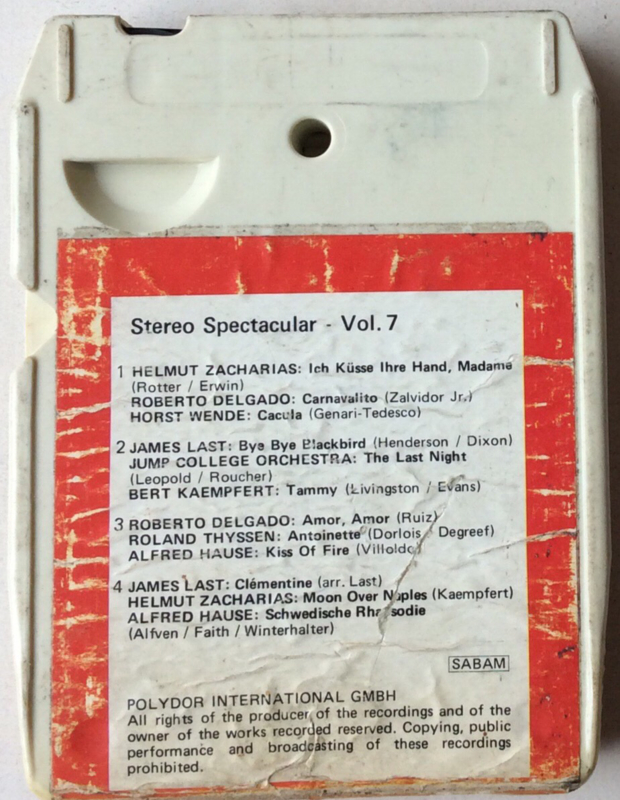 Stereo Spectacular - Vol. 7
1 HELMUT ZACHARIAS: Ich Küsse Ihre Hand, Madame
(Rotter / Erwin)
ROBERTO DELGADO: Carnavalito (Zalvidor Jr.)
HORST WENDE: Cacula (Genari-Tedesco)
2 JAMES LAST: Bye Bye Blackbird (Henderson / Dixon)
JUMP COLLEGE ORCHESTRA: The Last Night
(Leopold / Roucher)
BERT KAEMPFERT: Tammy (Livingston / Evans)
3 ROBERTO DELGADO: Amor, Amor (Ruiz)
ROLAND THYSSEN: Antoinette (Dorlois / Degreef)
ALFRED HAUSE: Kiss Of Fire (Villoldo)
4 JAMES LAST: Clémentine (arr. Last)
HELMUT ZACHARIAS: Moon Over Naples (Kaempfert)
ALFRED HAUSE: Schwedische Rhapsodie
(Alfven / Faith / Winterhalter)
SABAM
POLYDOR INTERNATIONAL GMBH
All rights of the producer of the recordings and of the
owner of the works recorded reserved. Copying, public
performance and broadcasting of these recordings
prohibited.